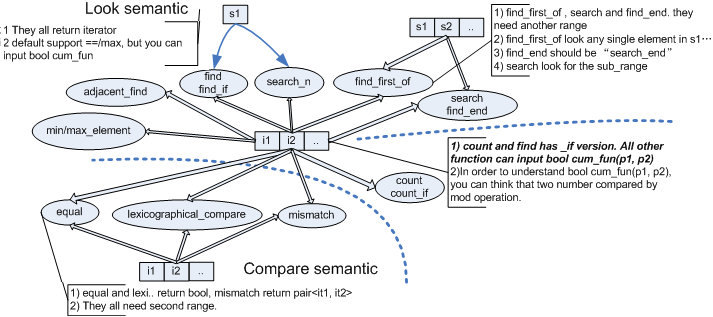 Look semantic
s1
1 They all return iterator
2 default support ==/max, but you can
input bool cum_fun
s1 s2 ..
1) find_first_of , search and find_end. they
need another range
2) find_first_of look any single element in s1…
3) find_end should be “search_end”
4) search look for the sub_range
adjacent_find
find
find_if
search_n
find_first_of
search
find_end
min/max_element
i1 i2 ..
1) count and find has _if version. All other
function can input bool cum_fun(p1, p2)
2)In order to understand bool cum_fun(p1, p2),
you can think that two number compared by
mod operation.
count
count_if
equal
lexicographical_compare
mismatch
i1 i2 ..
Compare semantic
1) equal and lexi.. return bool, mismatch return pair<it1, it2>
2) They all need second range.